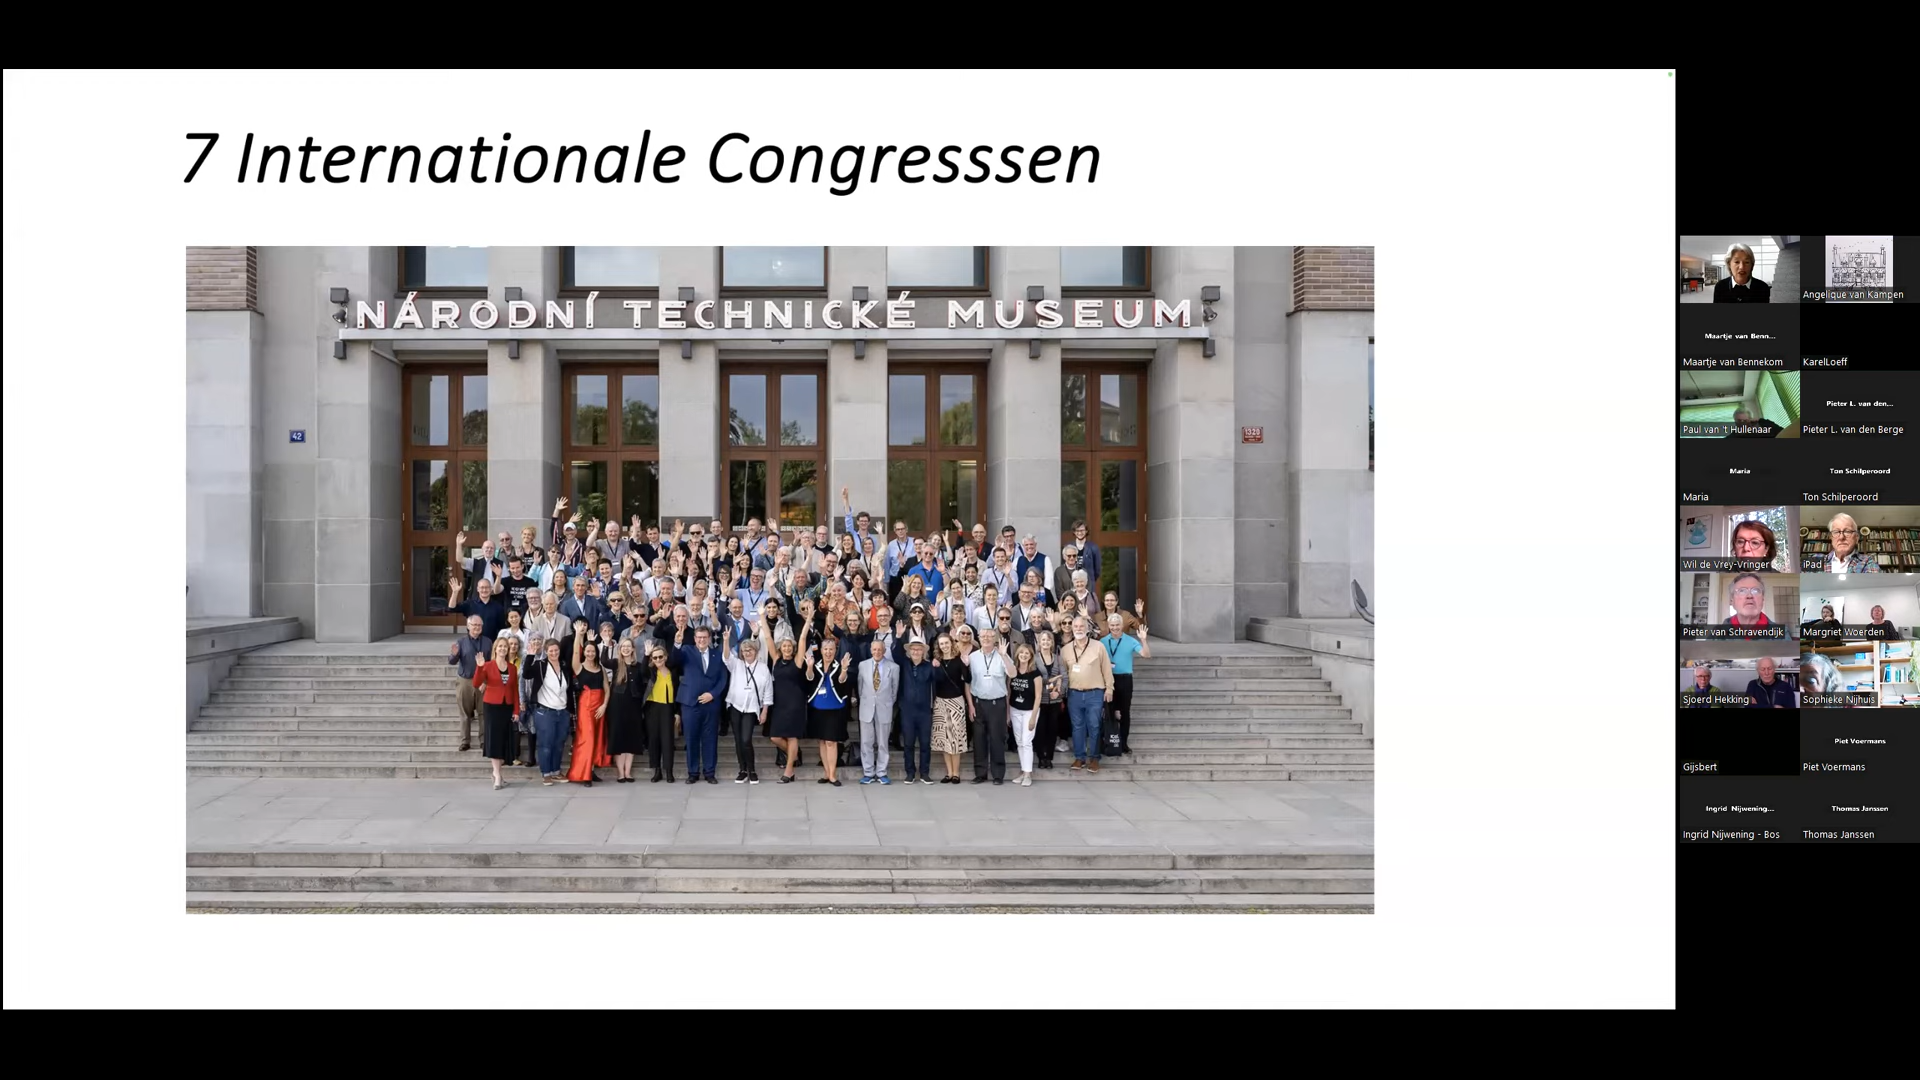 7 Internationale Congresssen
NÁRODNÍ TECHNICKÉ MUSEUM
42
1320
Angelique van Kampen
Maartje van Benn...
Maartje van Bennekom
KarelLoeff
Paul van 't Hullenaar
Pieter L. van den...
Pieter L. van den Berge
Maria
Maria
Ton Schilperoord
Ton Schilperoord
Wil de Vrey-Vringer
iPad
Pieter van Schravendijk
Margriet Woerden
Sjoerd Hekking
Sophieke Nijhuis
Gijsbert
Piet Voermans
Piet Voermans
Ingrid Nijwening...
Ingrid Nijwening - Bos
Thomas Janssen
Thomas Janssen